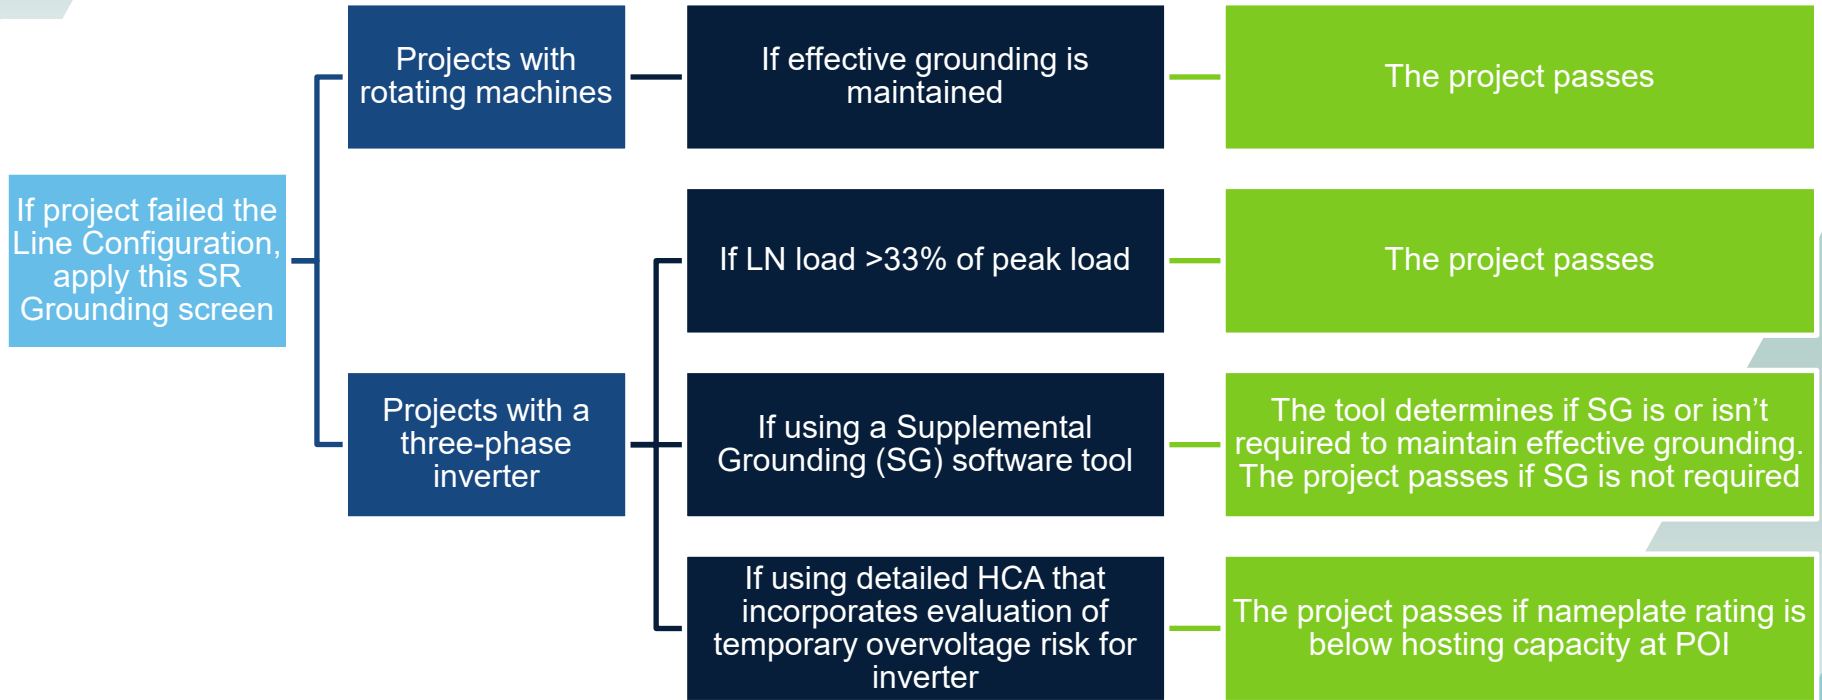 If project failed the
Line Configuration,
apply this SR
Grounding screen
Projects with
rotating machines
If effective grounding is
maintained
The project passes
Projects with a
three-phase
inverter
If LN load >33% of peak load
The project passes
If using a Supplemental
Grounding (SG) software tool
The tool determines if SG is or isn’t
required to maintain effective grounding.
The project passes if SG is not required
If using detailed HCA that
incorporates evaluation of
temporary overvoltage risk for
inverter
The project passes if nameplate rating is
below hosting capacity at POI